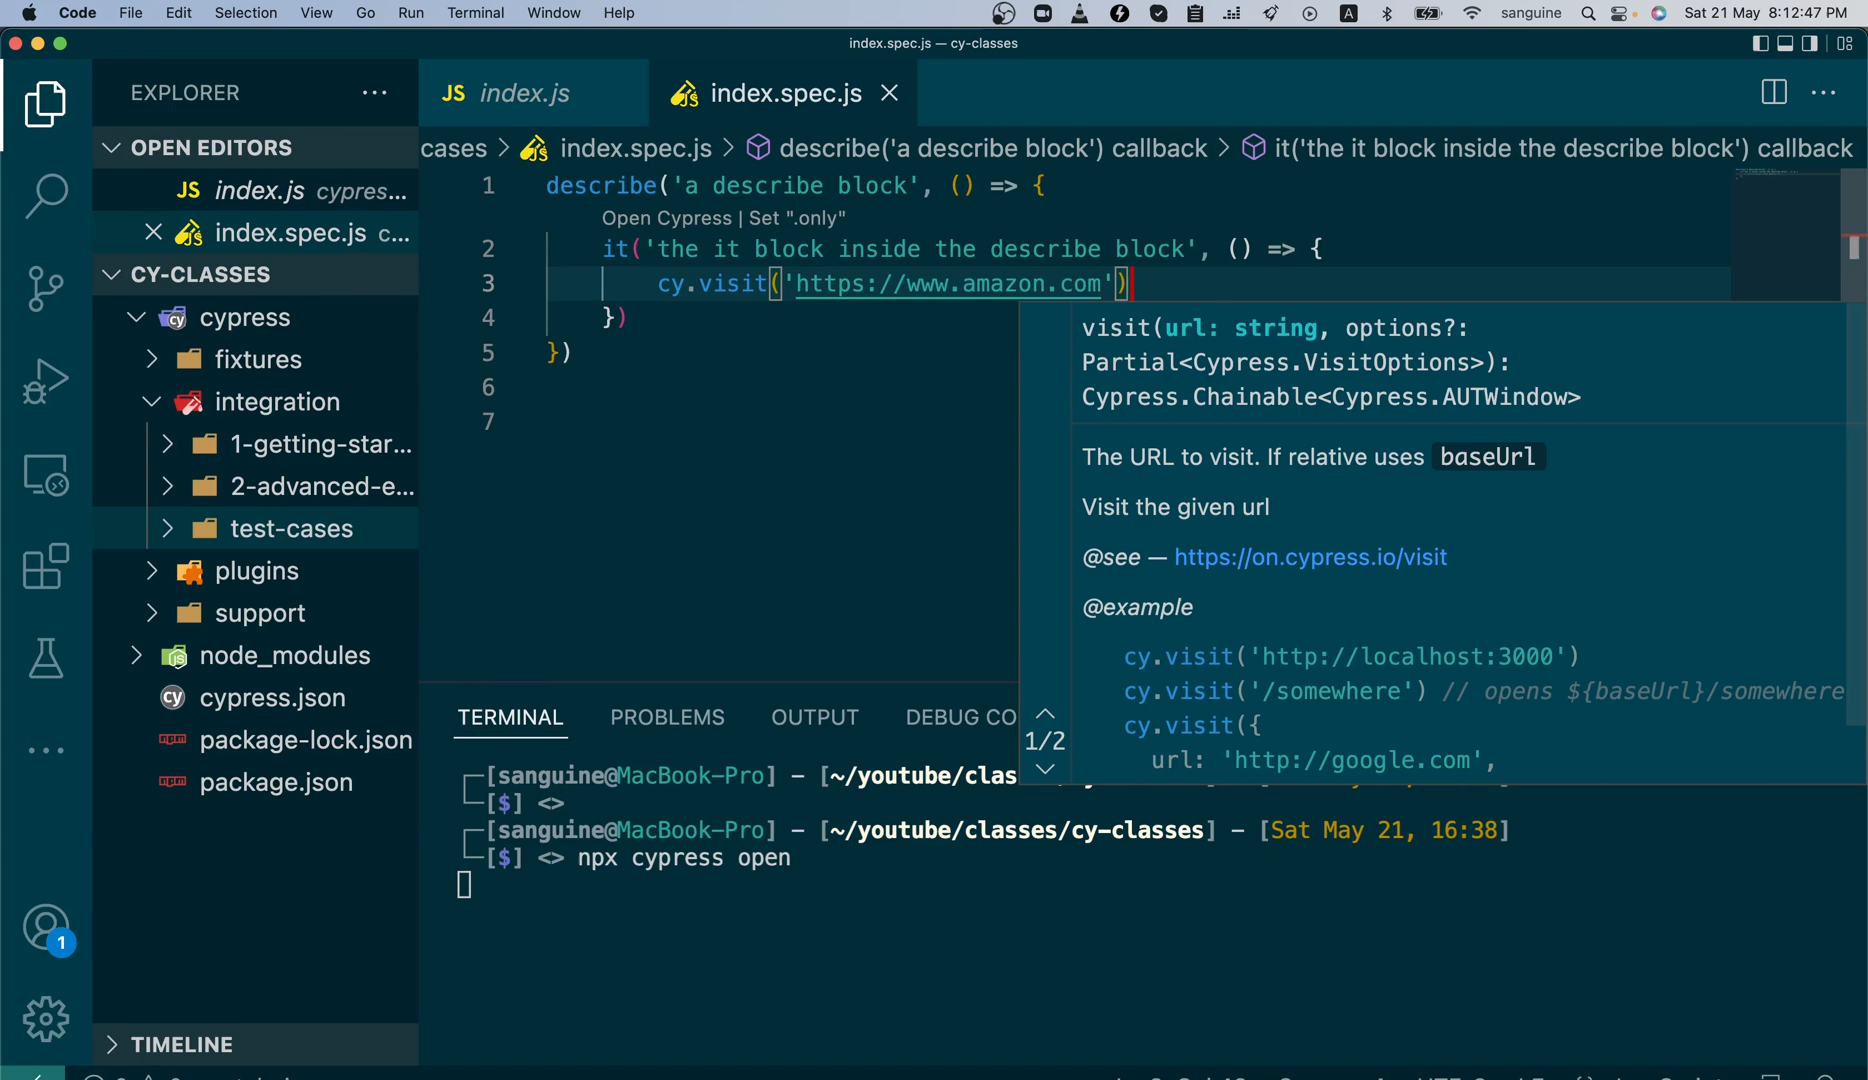 Code File Edit Selection View Go Run Terminal Window Help
A sanguine Sat 21 May 8:12:47 PM
index.spec.js — cy-classes
EXPLORER
JS index.js
index.spec.js
OPEN EDITORS
JS index.js cypres...
index.spec.js c...
CY-CLASSES
cypress
fixtures
integration
1-getting-star...
2-advanced-e...
test-cases
plugins
support
node_modules
cypress.json
package-lock.json
package.json
TIMELINE
1
cases > index.spec.js > describe('a describe block') callback > it('the it block inside the describe block') callback
1 describe('a describe block', () => {
Open Cypress | Set ".only"
2 it('the it block inside the describe block', () => {
3 cy.visit('https://www.amazon.com')
4 })
5 })
6
7
visit(url: string, options?:
Partial<Cypress.VisitOptions>):
Cypress.Chainable<Cypress.AUTWindow>
The URL to visit. If relative uses baseUrl
Visit the given url
@see — https://on.cypress.io/visit
@example
cy.visit('http://localhost:3000')
cy.visit('/somewhere') // opens ${baseUrl}/somewhere
cy.visit({
url: 'http://google.com',
1/2
TERMINAL PROBLEMS OUTPUT DEBUG CO
[sanguine@MacBook-Pro] - [~/youtube/clas
[$] <>
[sanguine@MacBook-Pro] - [~/youtube/classes/cy-classes] - [Sat May 21, 16:38]
[$] <> npx cypress open